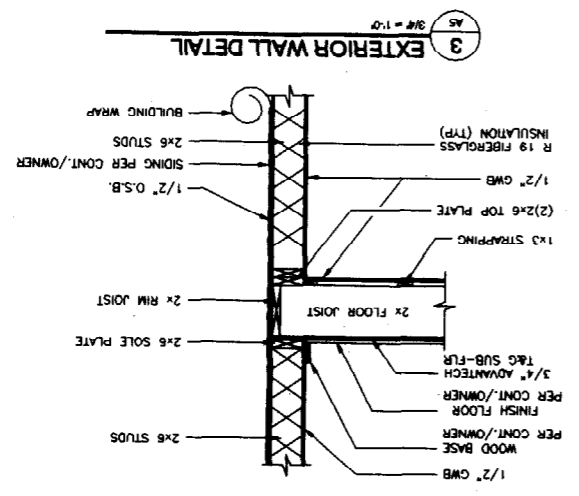 2x6 STUDS
2x6 SOLE PLATE
2x RIM JOIST
1/2" O.S.B.
SIDING PER CONT./OWNER
2x6 STUDS
BUILDING WRAP
1/2" GWB
WOOD BASE
PER CONT./OWNER
FINISH FLOOR
PER CONT./OWNER
3/4" ADVANTECH
T&G SUB-FLR
2x FLOOR JOIST
1x3 STRAPPING
(2)2x6 TOP PLATE
1/2" GWB
R 19 FIBERGLASS
INSULATION (TYP)
3
A5
EXTERIOR WALL DETAIL
3/4" = 1'-0"